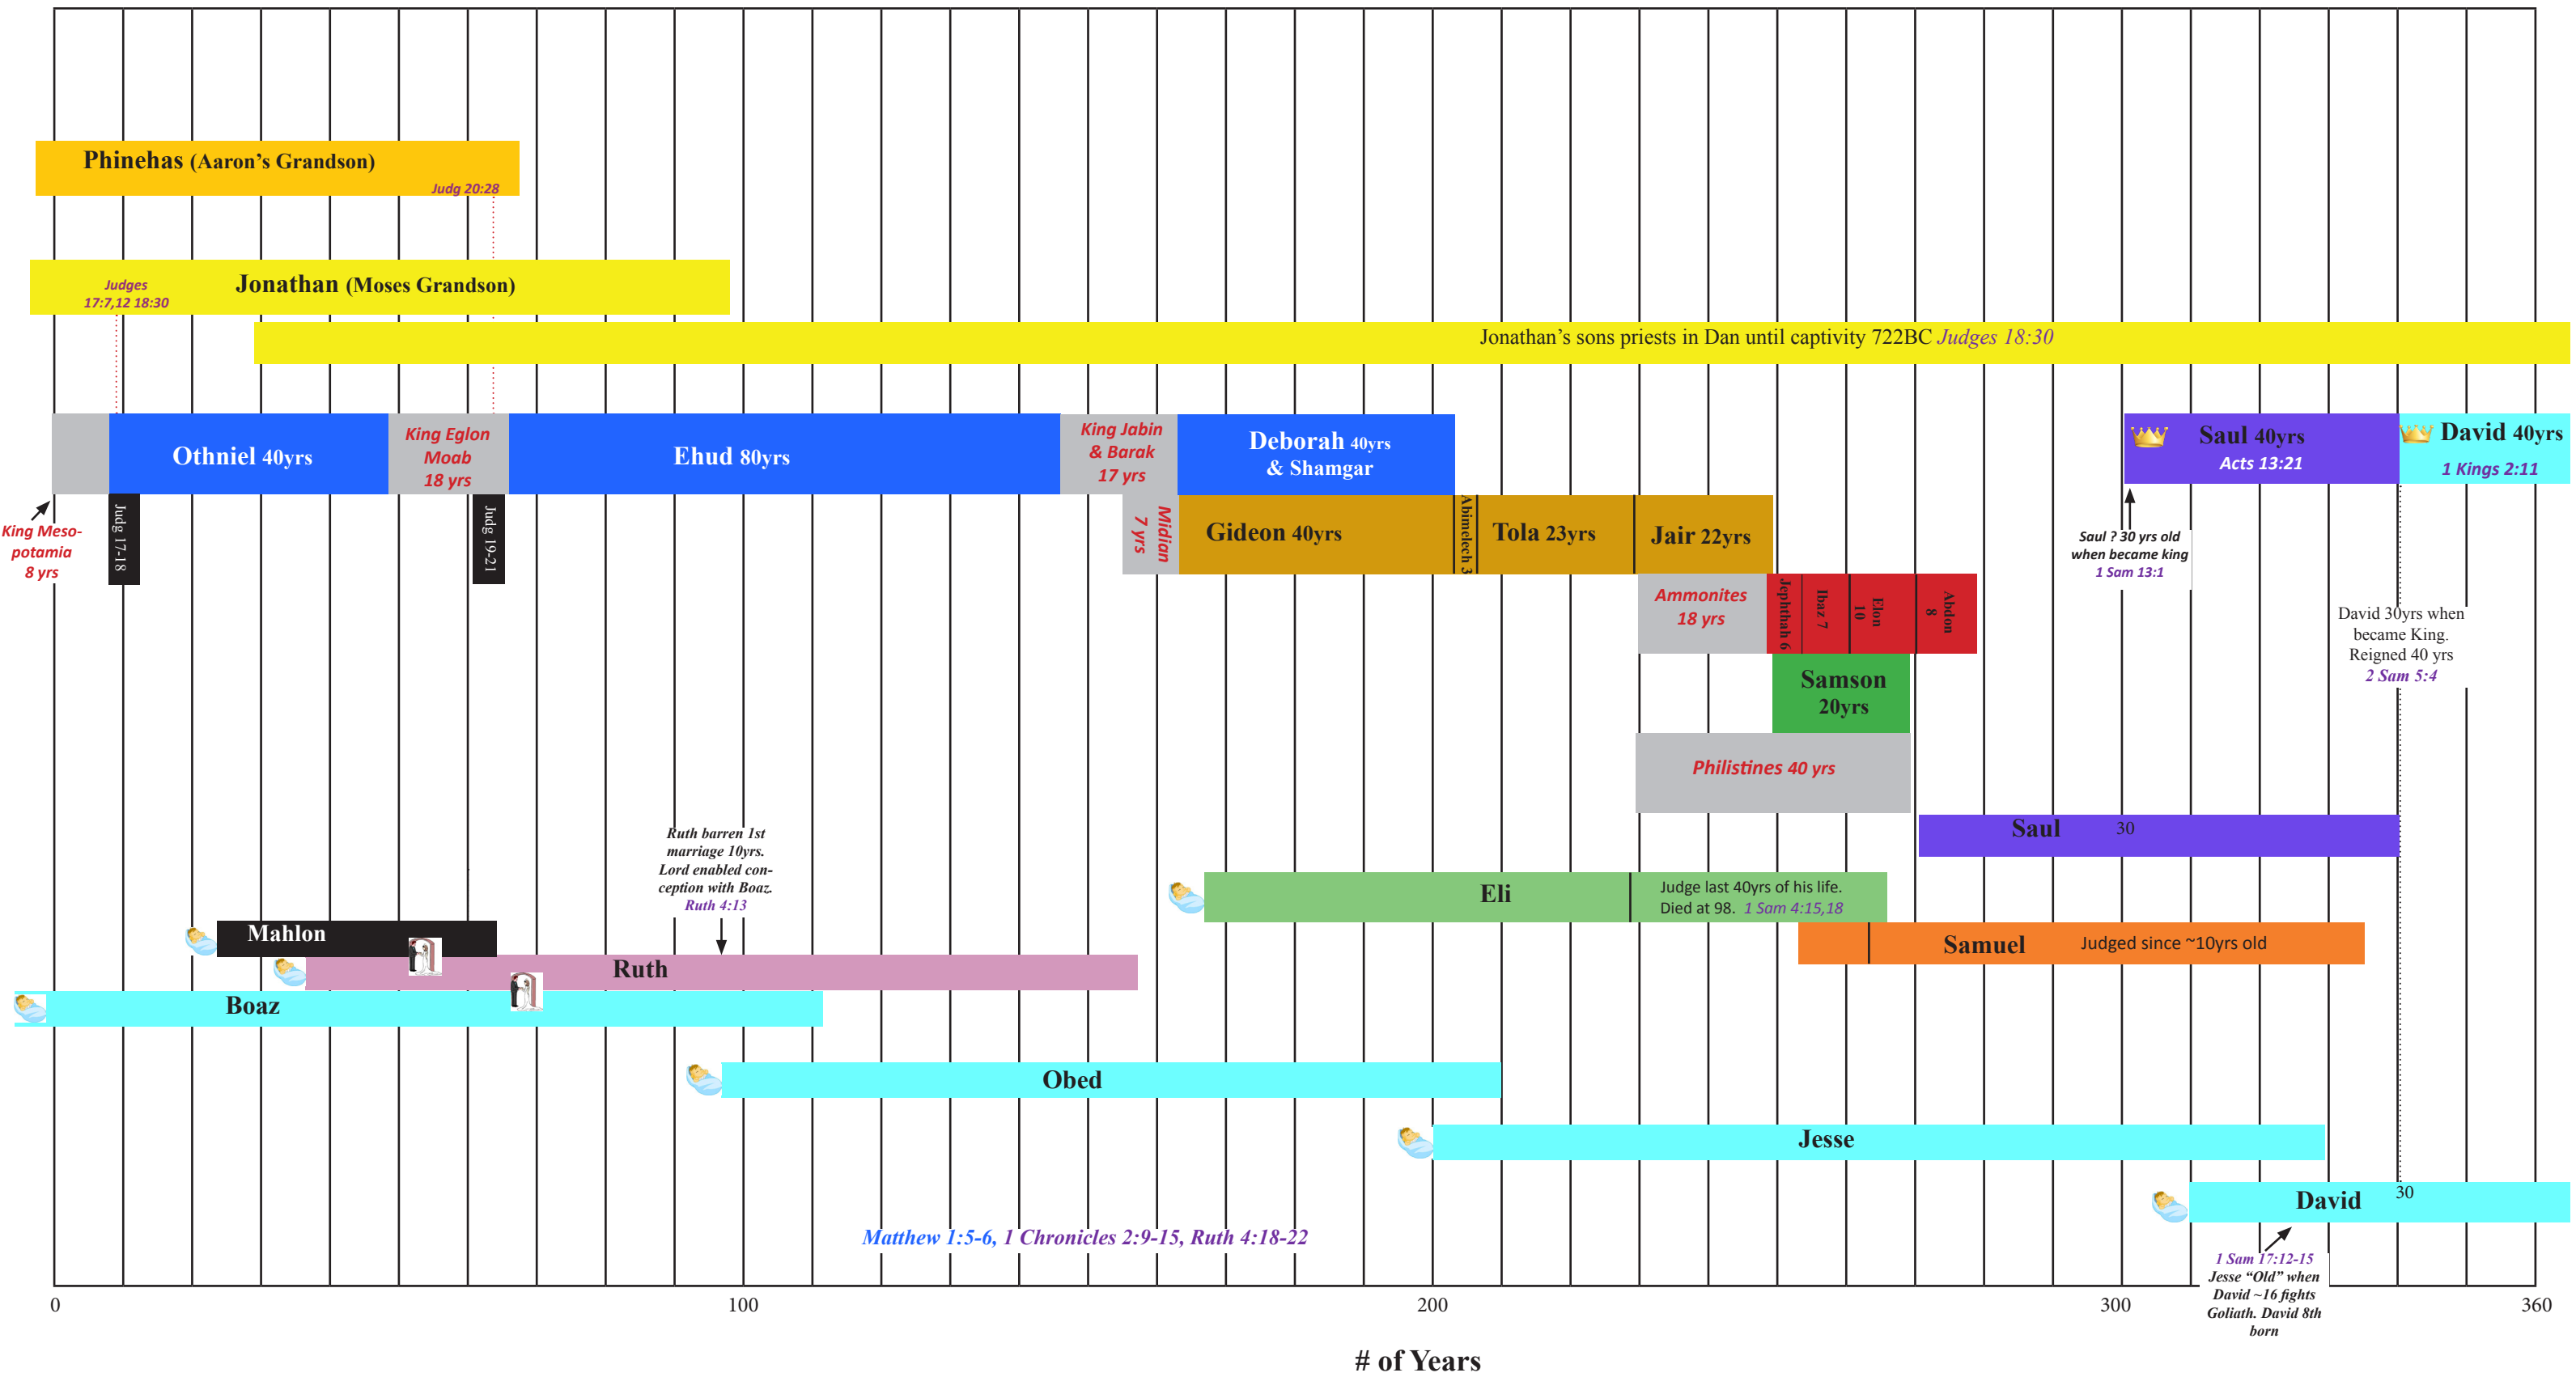 Phinehas (Aaron’s Grandson)
Judg 20:28
Jonathan (Moses Grandson)
Judges
17:7,12 18:30
Jonathan’s sons priests in Dan until captivity 722BC Judges 18:30
Othniel 40yrs
King Eglon
Moab
18 yrs
Ehud 80yrs
King Jabin
& Barak
17 yrs
Deborah 40yrs
& Shamgar
Saul 40yrs
Acts 13:21
David 40yrs
1 Kings 2:11
King Meso-
potamia
8 yrs
Judg 17-18
Judg 19-21
Midian
7 yrs
Gideon 40yrs
Abimelech 3
Tola 23yrs
Jair 22yrs
Saul ? 30 yrs old
when became king
1 Sam 13:1
Ammonites
18 yrs
Jephthah 6
Ibaz 7
Elon
10
Abdon
8
David 30yrs when
became King.
Reigned 40 yrs
2 Sam 5:4
Samson
20yrs
Philistines 40 yrs
Saul 30
Ruth barren 1st
marriage 10yrs.
Lord enabled con-
ception with Boaz.
Ruth 4:13
Eli
Judge last 40yrs of his life.
Died at 98. 1 Sam 4:15,18
Mahlon
Samuel Judged since ~10yrs old
Ruth
Boaz
Obed
Jesse
David 30
Matthew 1:5-6, 1 Chronicles 2:9-15, Ruth 4:18-22
1 Sam 17:12-15
Jesse “Old” when
David ~16 fights
Goliath. David 8th
born
0 100 200 300 360
# of Years